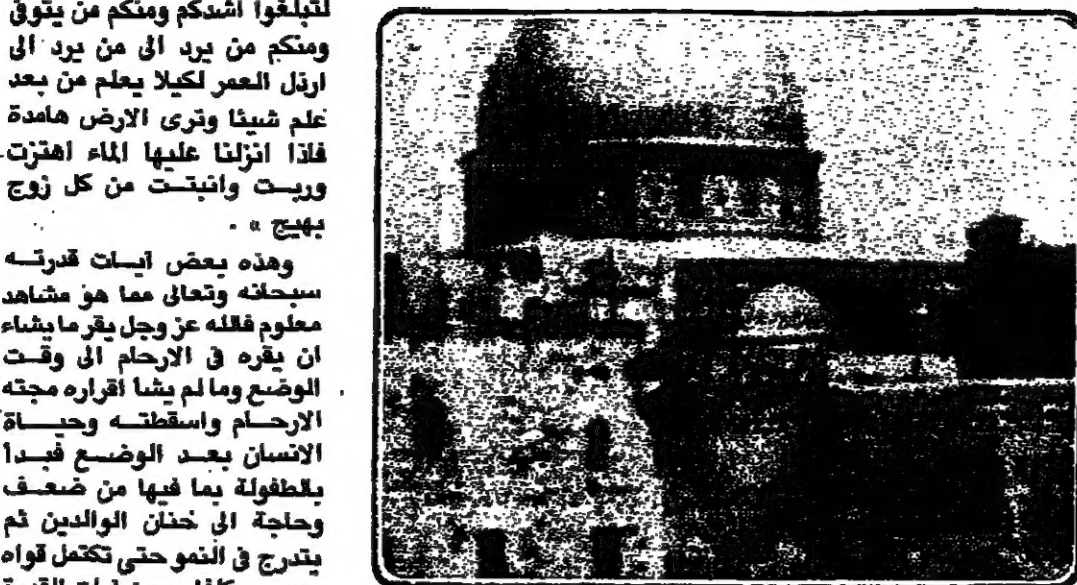 لتبلغوا اشدكم ومنكم من يتوفى
ومنكم من يرد الى من يرد الى
ارذل العمر لكيلا يعلم من بعد
علم شيئا وترى الارض هامدة
فاذا انزلنا عليها الماء اهتزت
وربت وانبتت من كل زوج
بهيج » .
وهذه بعض آيات قدرته
سبحانه وتعالى مما هو مشاهد
معلوم فالله عز وجل يقر ما يشاء
ان يقره في الارحام الى وقت
الوضع وما لم يشأ اقراره مجته
الارحام واسقطته وحياة
الانسان بعد الوضع فبدأ
بالطفولة بما فيها من ضعف
وحاجة الى حنان الوالدين ثم
يتدرج في النمو حتى تكتمل قواه